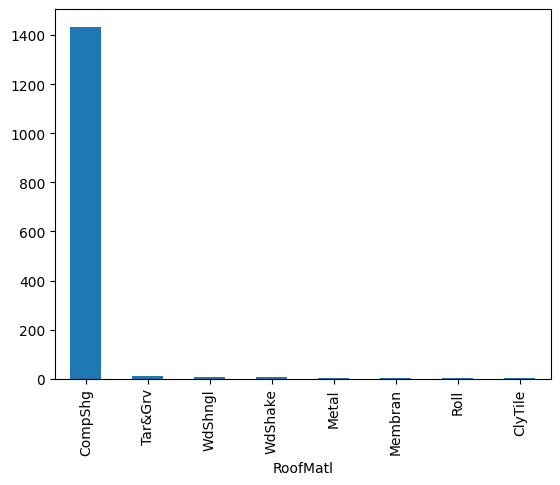 1400
1200
1000
800
600
400
200
0
CompShg
Tar&Grv
WdShngl
WdShake
Metal
Membran
Roll
ClyTile
RoofMatl